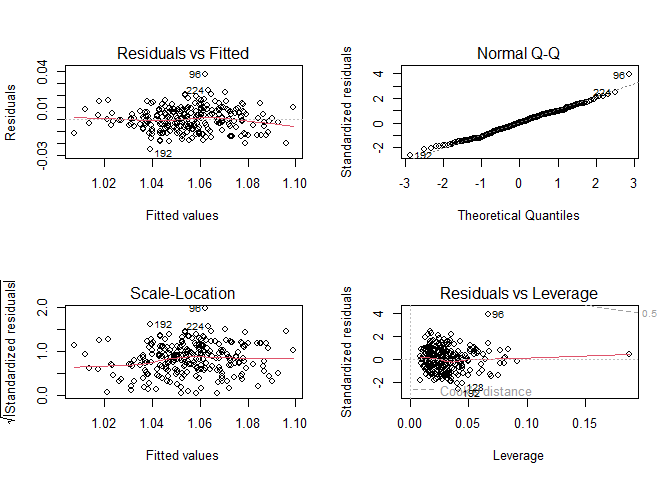 Residuals vs Fitted
Residuals
-0.03 0.01 0.04
96
224
192
1.02 1.04 1.06 1.08 1.10
Fitted values
Normal Q-Q
Standardized residuals
-2 0 2 4
96
224
192
-3 -2 -1 0 1 2 3
Theoretical Quantiles
Scale-Location
√|Standardized residuals|
0.0 1.0 2.0
96
192
224
1.02 1.04 1.06 1.08 1.10
Fitted values
Residuals vs Leverage
Standardized residuals
-2 0 2 4
0.5
96
128
192
Cook's distance
0.00 0.05 0.10 0.15
Leverage